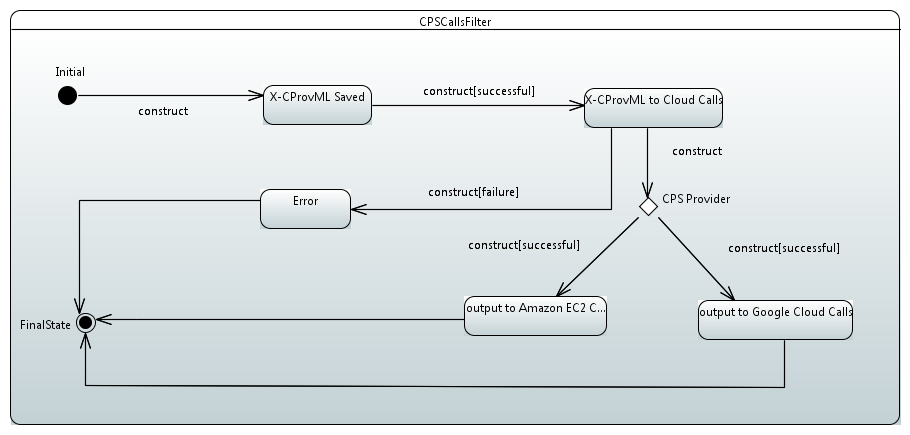 CPSCallsFilter
Initial
construct
X-CProvML Saved
construct[successful]
X-CProvML to Cloud Calls
construct
construct[failure]
Error
CPS Provider
construct[successful]
construct[successful]
output to Amazon EC2 C...
output to Google Cloud Calls
FinalState